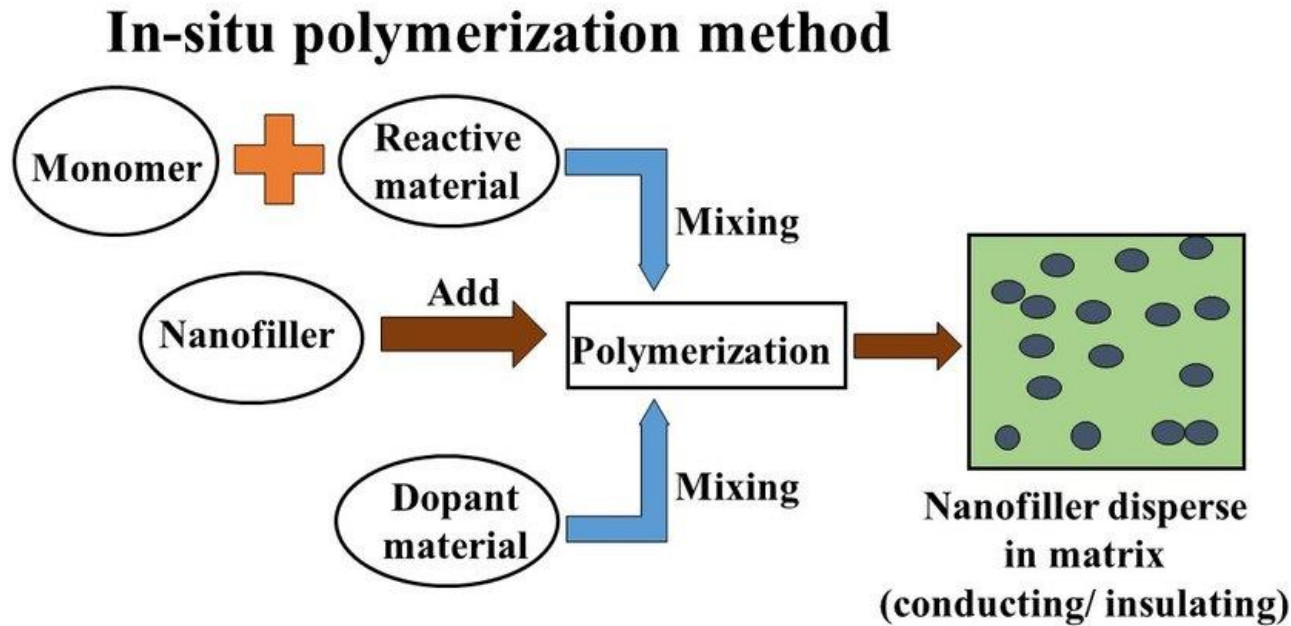 In-situ polymerization method
Monomer
Reactive
material
Mixing
Nanofiller
Add
Polymerization
Dopant
material
Mixing
Nanofiller disperse
in matrix
(conducting/ insulating)